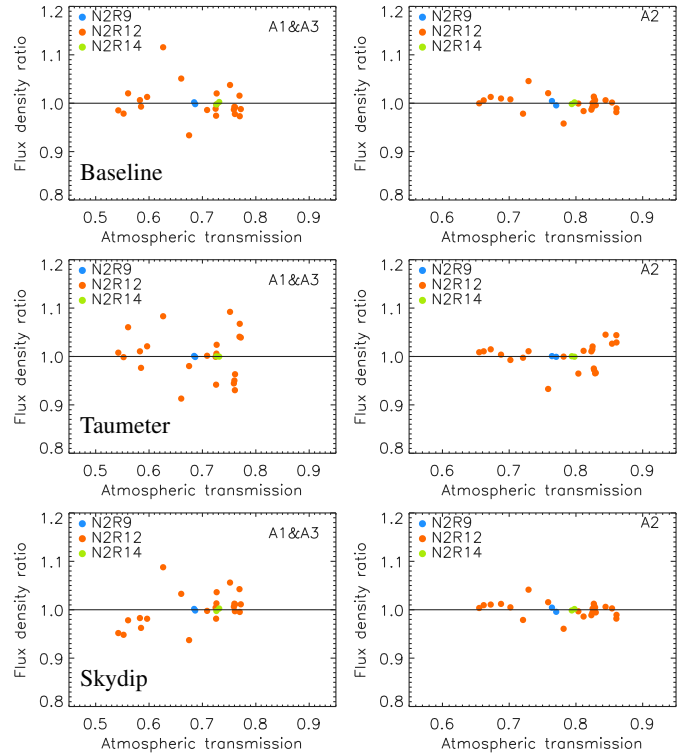 1.2
N2R9
N2R12
N2R14
A1&A3
1.1
1.0
0.9
0.8
Flux density ratio
Baseline
0.5 0.6 0.7 0.8 0.9
Atmospheric transmission
1.2
N2R9
N2R12
N2R14
A2
1.1
1.0
0.9
0.8
Flux density ratio
0.6 0.7 0.8 0.9
Atmospheric transmission
1.2
N2R9
N2R12
N2R14
A1&A3
1.1
1.0
0.9
0.8
Flux density ratio
Taumeter
0.5 0.6 0.7 0.8 0.9
Atmospheric transmission
1.2
N2R9
N2R12
N2R14
A2
1.1
1.0
0.9
0.8
Flux density ratio
0.6 0.7 0.8 0.9
Atmospheric transmission
1.2
N2R9
N2R12
N2R14
A1&A3
1.1
1.0
0.9
0.8
Flux density ratio
Skydip
0.5 0.6 0.7 0.8 0.9
Atmospheric transmission
1.2
N2R9
N2R12
N2R14
A2
1.1
1.0
0.9
0.8
Flux density ratio
0.6 0.7 0.8 0.9
Atmospheric transmission